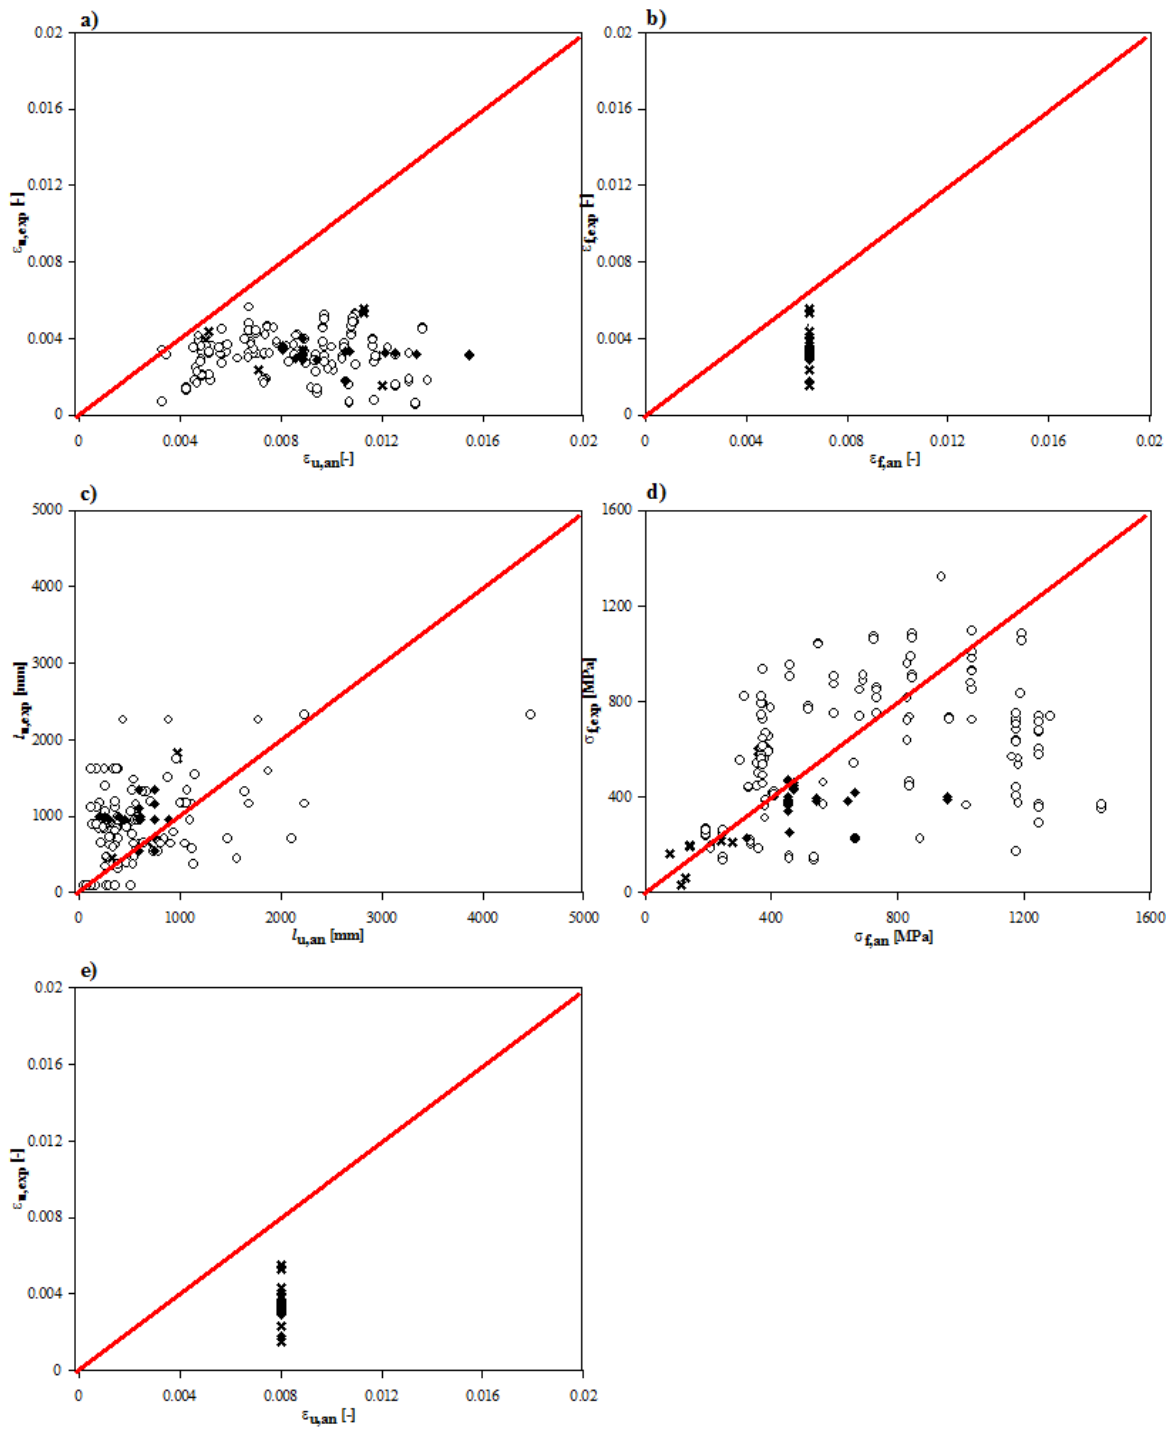 a)
0.02
0.016
0.012
0.008
0.004
0
εu,exp [-]
0 0.004 0.008 0.012 0.016 0.02
εu,an[-]
b)
0.02
0.016
0.012
0.008
0.004
0
εf,exp [-]
0 0.004 0.008 0.012 0.016 0.02
εf,an [-]
c)
5000
4000
3000
2000
1000
0
lu,exp [mm]
0 1000 2000 3000 4000 5000
lu,an [mm]
d)
1600
1200
800
400
0
σf,exp [MPa]
0 400 800 1200 1600
σf,an [MPa]
e)
0.02
0.016
0.012
0.008
0.004
0
εu,exp [-]
0 0.004 0.008 0.012 0.016 0.02
εu,an [-]